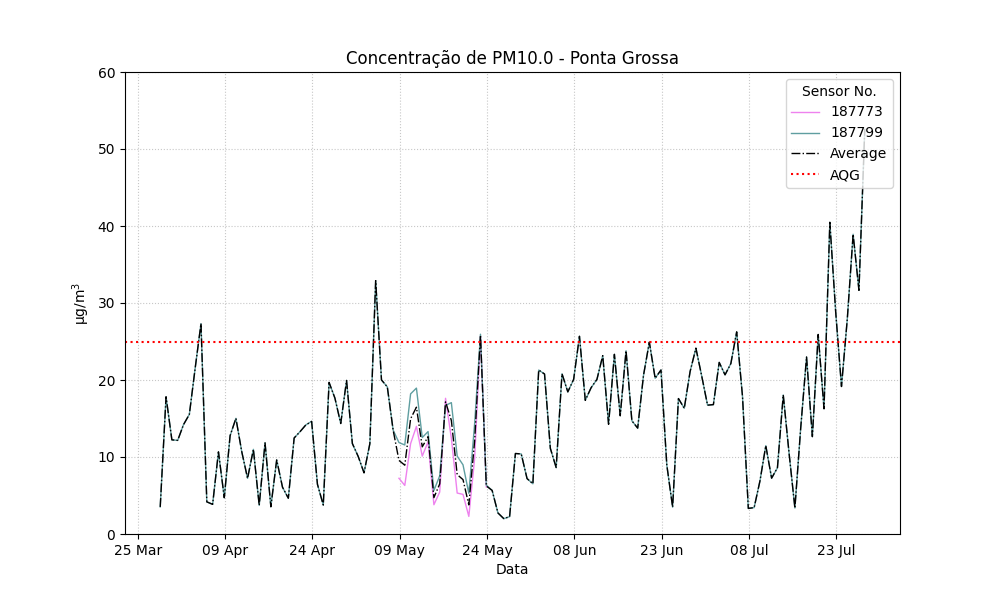 Concentração de PM10.0 - Ponta Grossa
60
50
40
30
20
10
0
µg/m³
Sensor No.
187773
187799
Average
AQG
25 Mar
09 Apr
24 Apr
09 May
24 May
08 Jun
23 Jun
08 Jul
23 Jul
Data